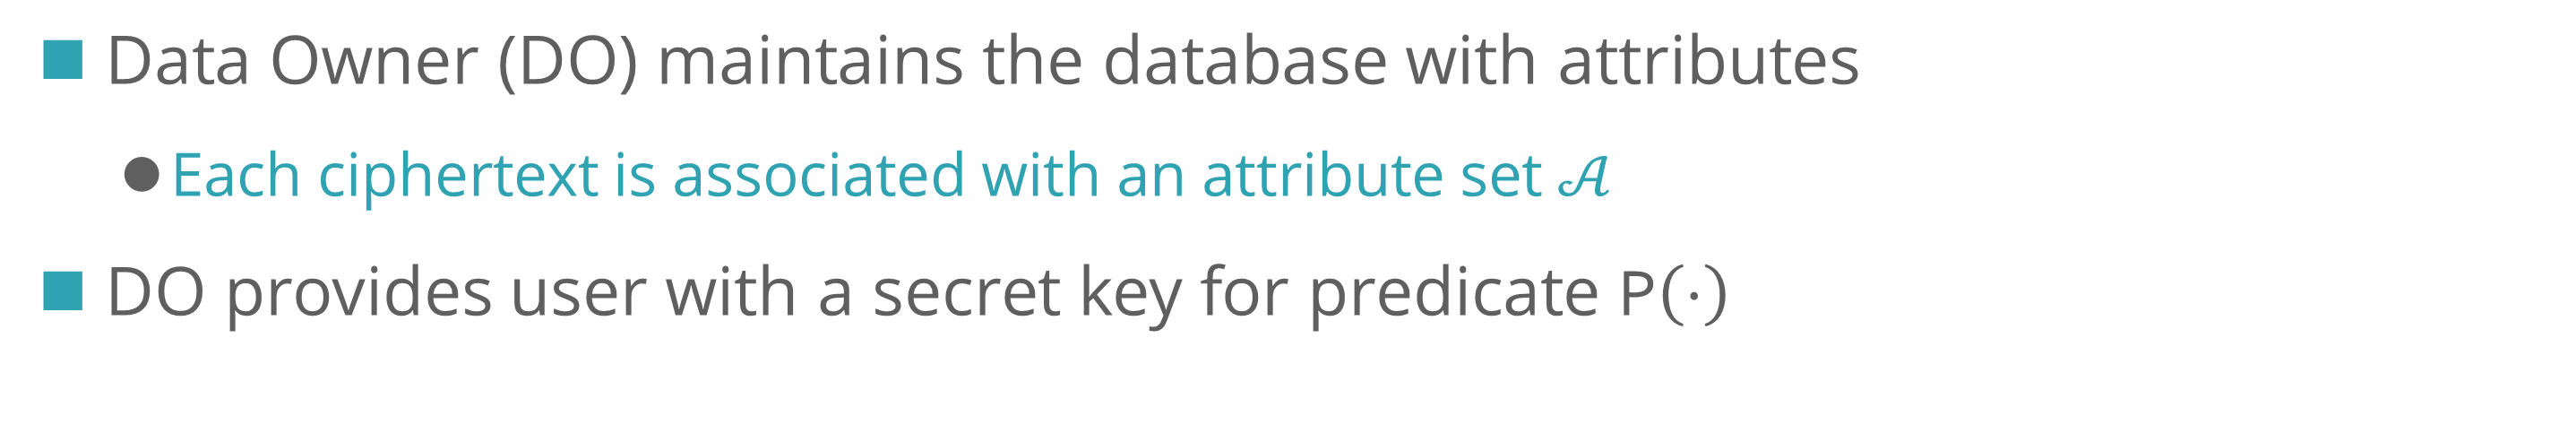 Data Owner (DO) maintains the database with attributes
Each ciphertext is associated with an attribute set 𝒜
DO provides user with a secret key for predicate P(·)